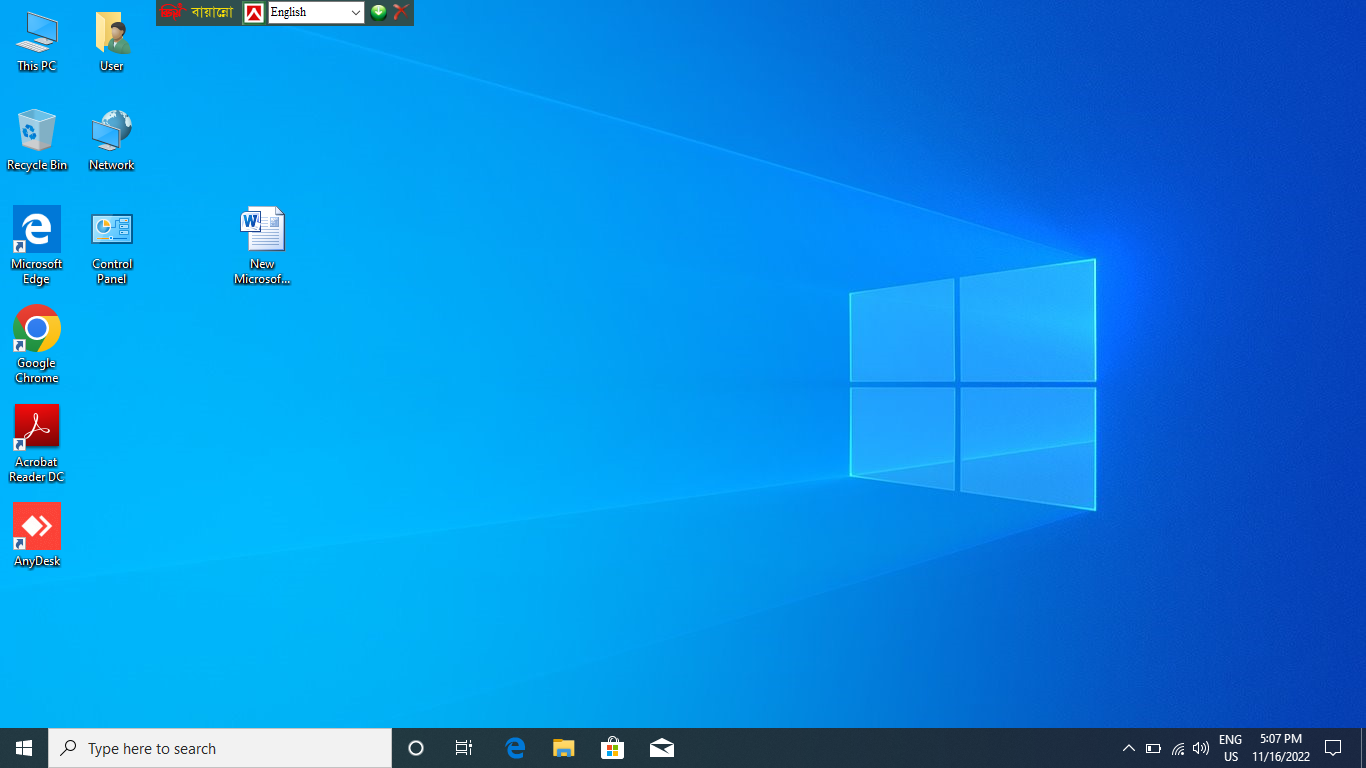 বিজয় বায়ান্নো English
This PC
User
Recycle Bin
Network
Microsoft
Edge
Control
Panel
New
Microsof...
Google
Chrome
Acrobat
Reader DC
AnyDesk
Type here to search
ENG
US
5:07 PM
11/16/2022